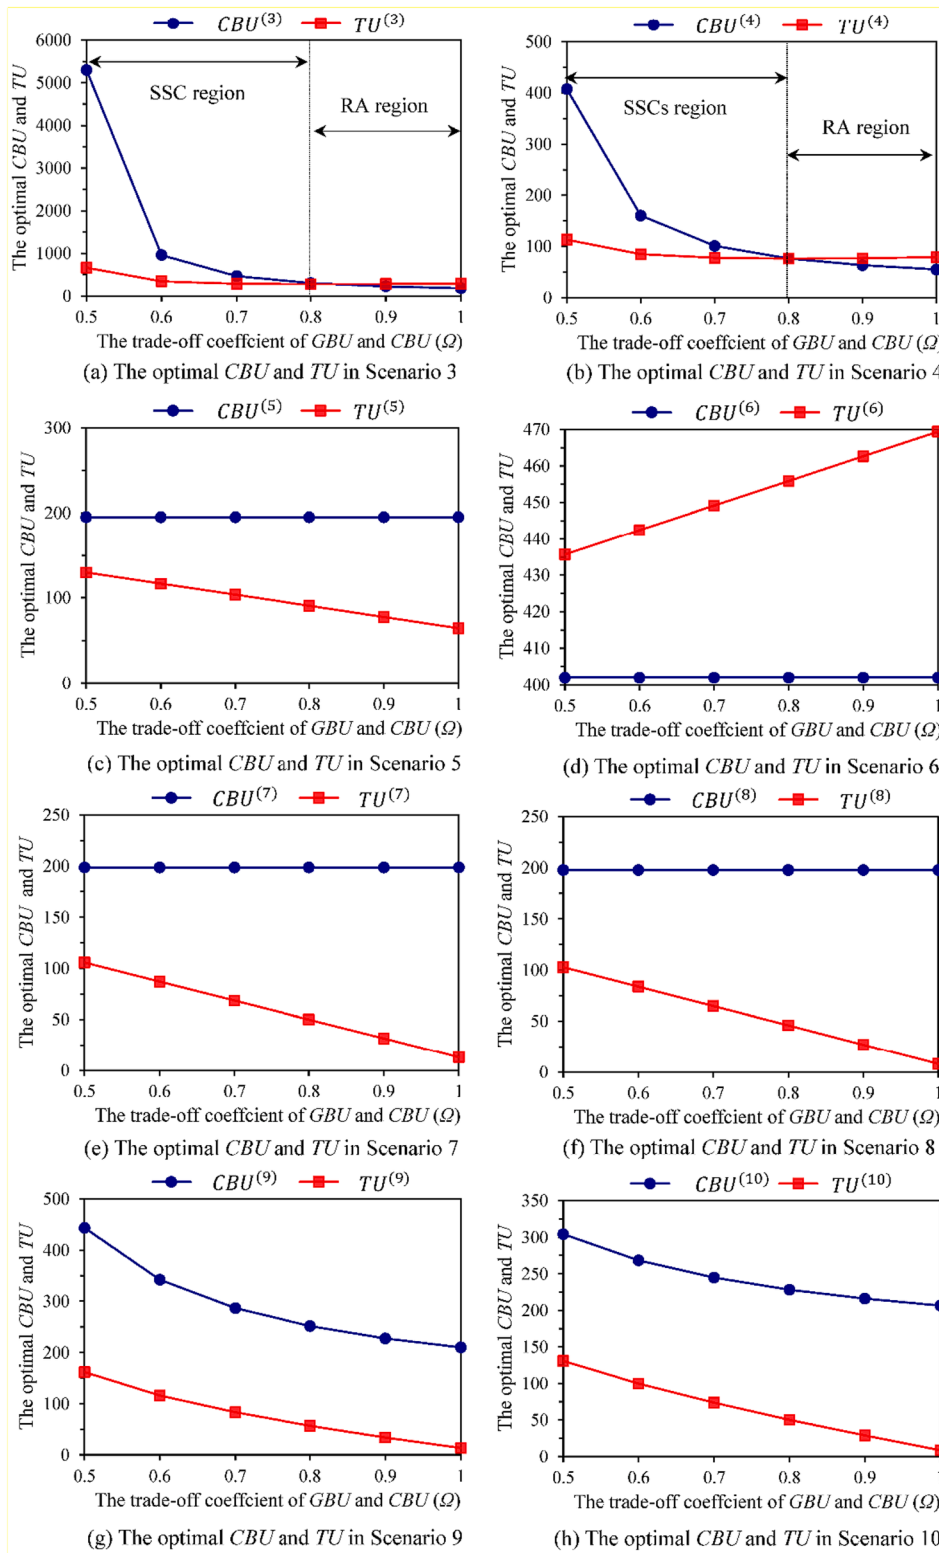 CBU(3) TU(3)
The optimal CBU and TU
6000
5000
4000
3000
2000
1000
0
SSC region
RA region
0.5 0.6 0.7 0.8 0.9 1
The trade-off coeffcient of GBU and CBU (Ω)
(a) The optimal CBU and TU in Scenario 3
CBU(4) TU(4)
The optimal CBU and TU
500
400
300
200
100
0
SSCs region
RA region
0.5 0.6 0.7 0.8 0.9 1
The trade-off coeffcient of GBU and CBU (Ω)
(b) The optimal CBU and TU in Scenario 4
CBU(5) TU(5)
The optimal CBU and TU
300
200
100
0
0.5 0.6 0.7 0.8 0.9 1
The trade-off coeffcient of GBU and CBU (Ω)
(c) The optimal CBU and TU in Scenario 5
CBU(6) TU(6)
The optimal CBU and TU
470
460
450
440
430
420
410
400
0.5 0.6 0.7 0.8 0.9 1
The trade-off coeffcient of GBU and CBU (Ω)
(d) The optimal CBU and TU in Scenario 6
CBU(7) TU(7)
The optimal CBU and TU
250
200
150
100
50
0
0.5 0.6 0.7 0.8 0.9 1
The trade-off coeffcient of GBU and CBU (Ω)
(e) The optimal CBU and TU in Scenario 7
CBU(8) TU(8)
The optimal CBU and TU
250
200
150
100
50
0
0.5 0.6 0.7 0.8 0.9 1
The trade-off coeffcient of GBU and CBU (Ω)
(f) The optimal CBU and TU in Scenario 8
CBU(9) TU(9)
The optimal CBU and TU
500
400
300
200
100
0
0.5 0.6 0.7 0.8 0.9 1
The trade-off coeffcient of GBU and CBU (Ω)
(g) The optimal CBU and TU in Scenario 9
CBU(10) TU(10)
The optimal CBU and TU
350
300
250
200
150
100
50
0
0.5 0.6 0.7 0.8 0.9 1
The trade-off coeffcient of GBU and CBU (Ω)
(h) The optimal CBU and TU in Scenario 10